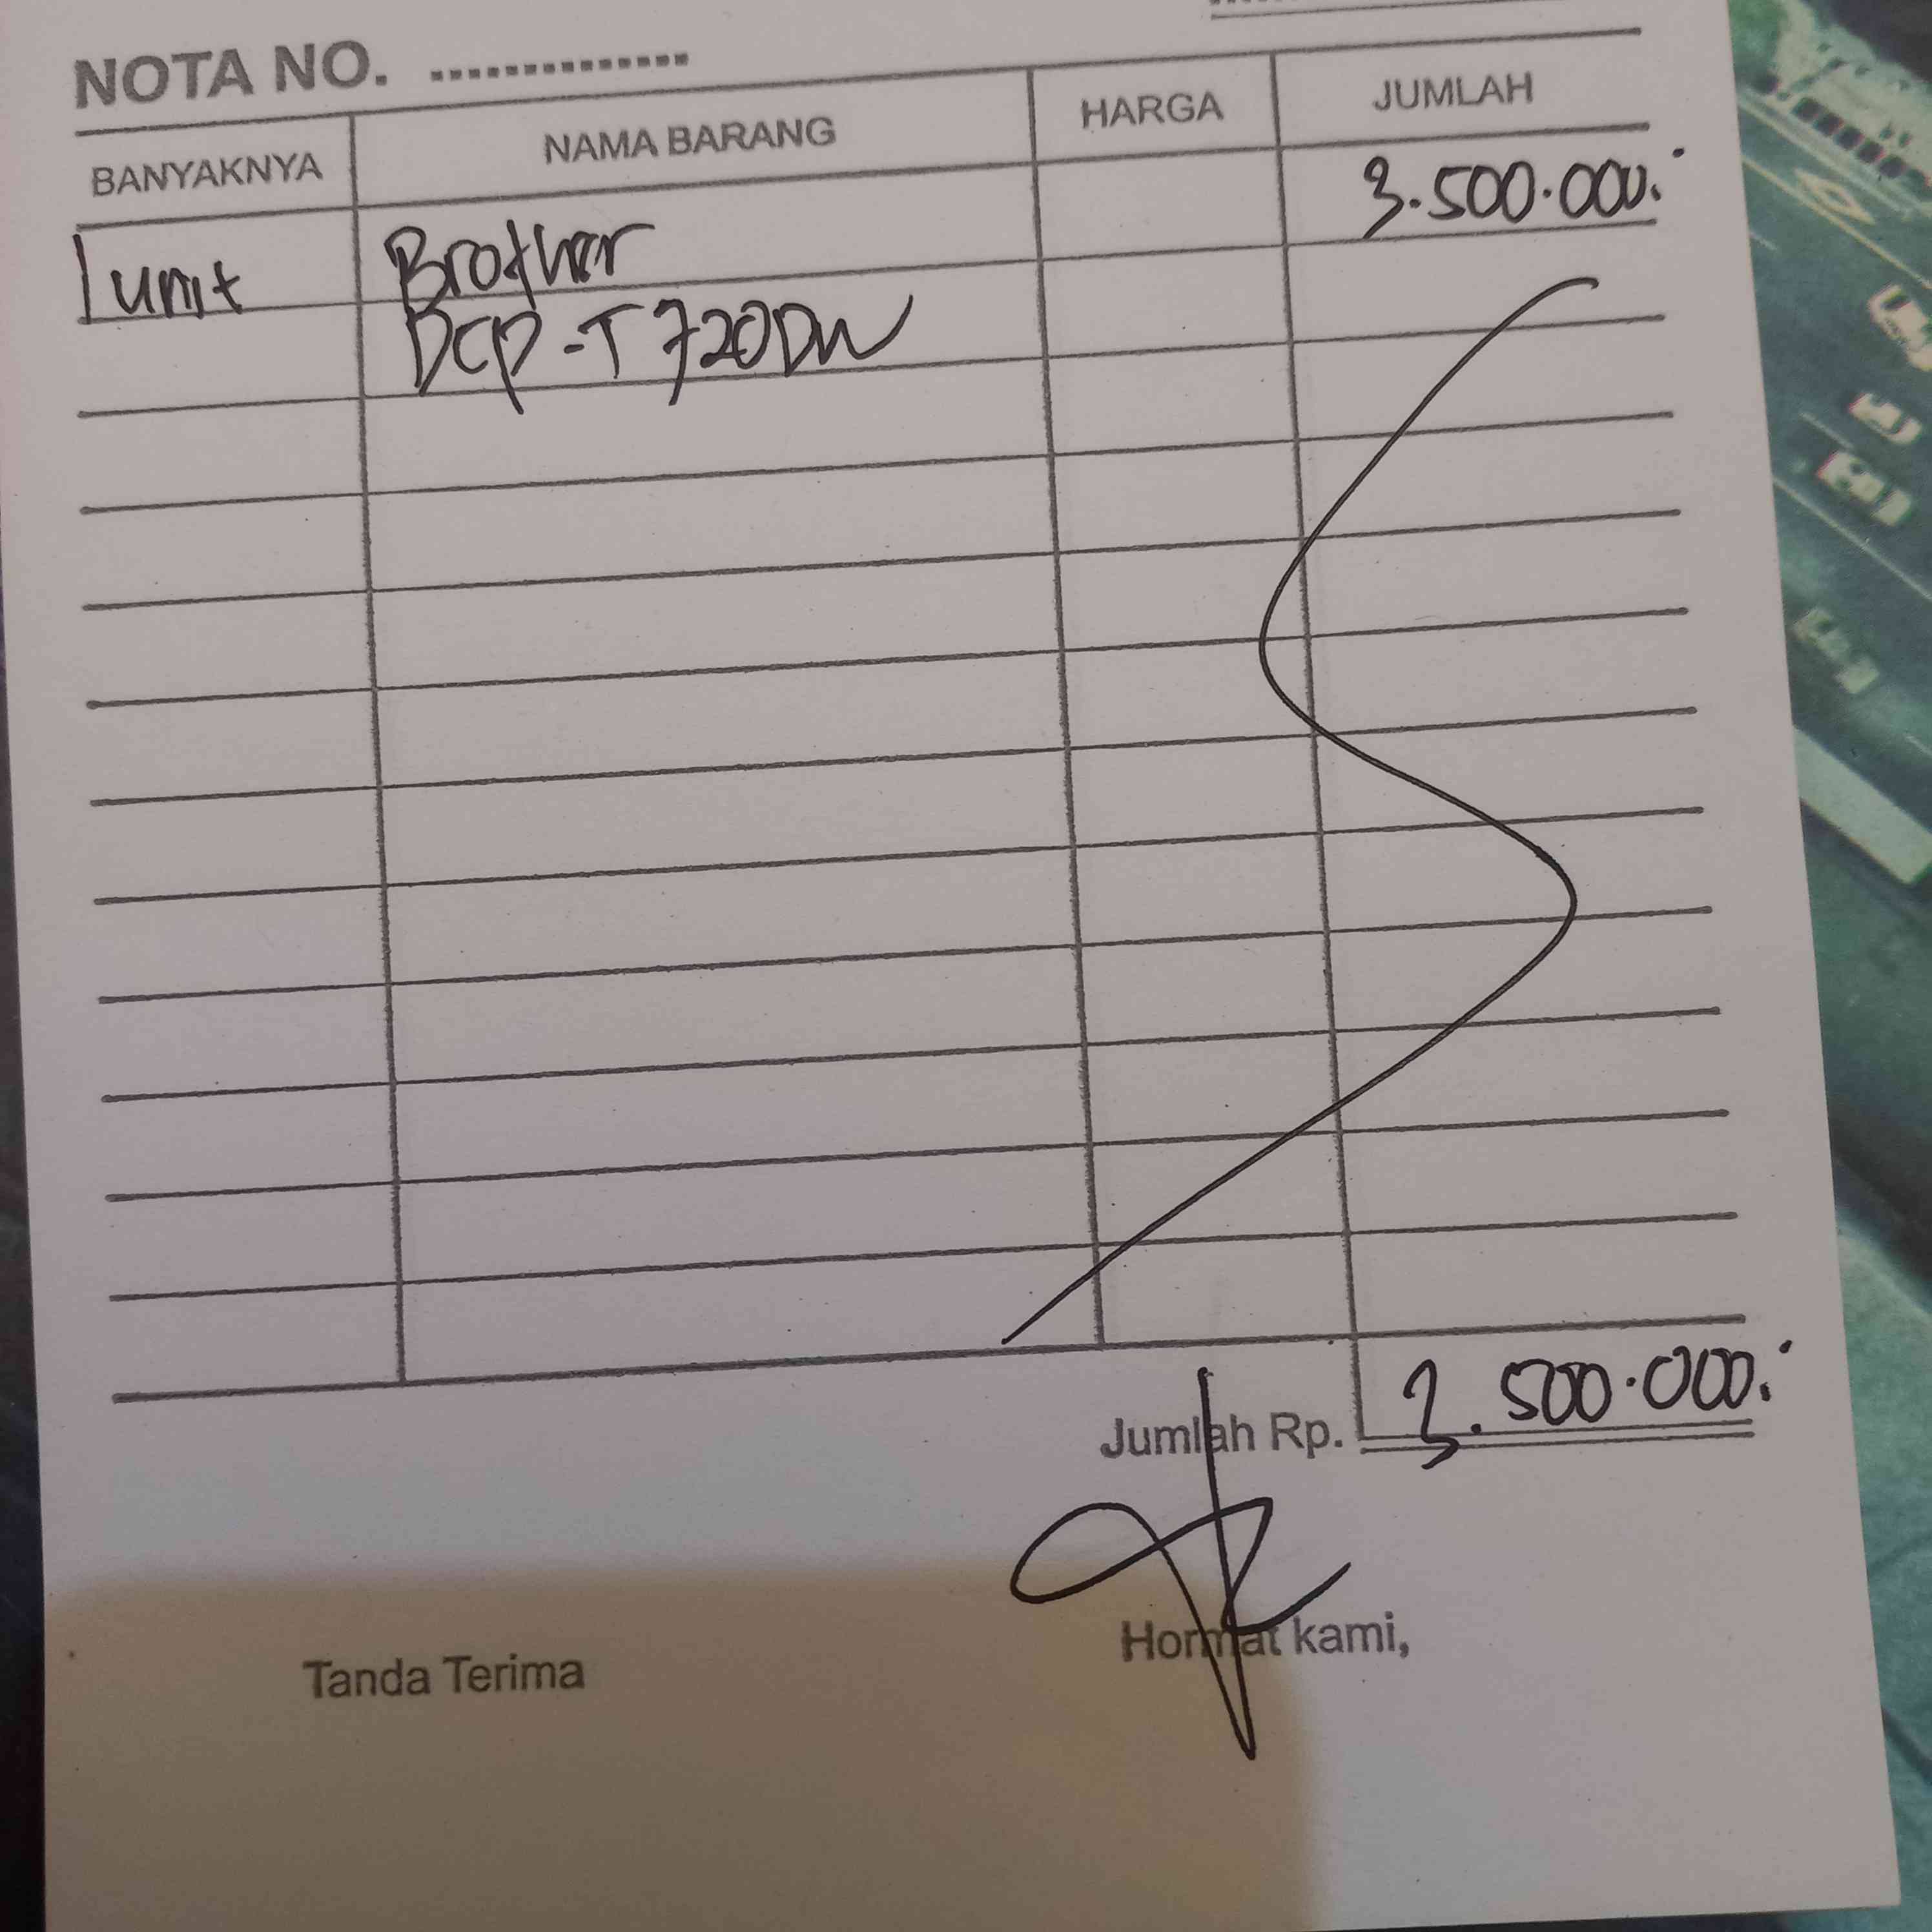 NOTA NO. ..............
BANYAKNYA NAMA BARANG HARGA JUMLAH
1 unit Brother 3.500.000.
DCP-T720DW
Jumlah Rp. 3.500.000.
Tanda Terima Hormat kami,